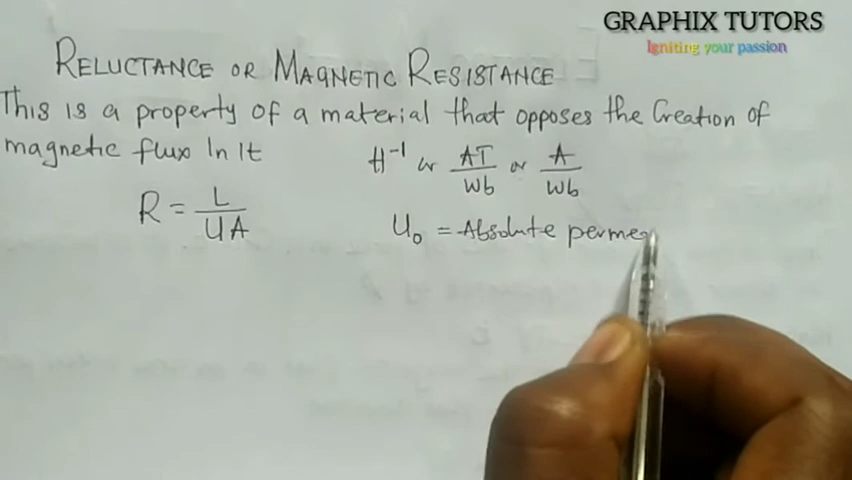 GRAPHIX TUTORS
Igniting your passion
RELUCTANCE OR MAGNETIC RESISTANCE
This is a property of a material that opposes the Creation of
magnetic flux In It
H⁻¹ or AT/Wb or A/Wb
R = L/UA
U₀ = Absolute permea